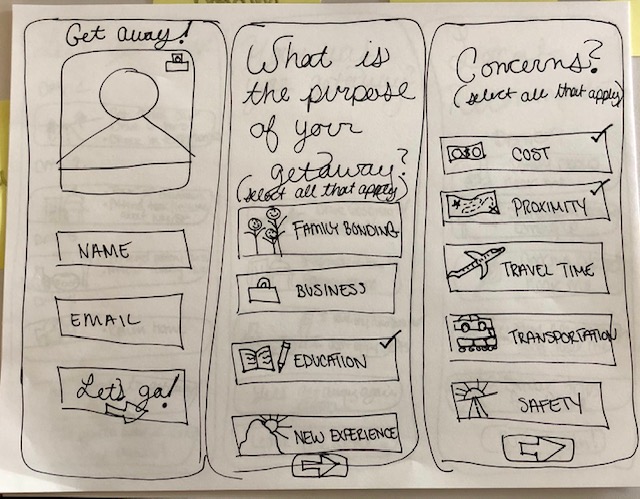 Get away!
NAME
EMAIL
Let's go!
What is
the purpose
of your
getaway?
(select all that apply)
FAMILY BONDING
BUSINESS
EDUCATION
NEW EXPERIENCE
Concerns?
(select all that apply)
COST
PROXIMITY
TRAVEL TIME
TRANSPORTATION
SAFETY